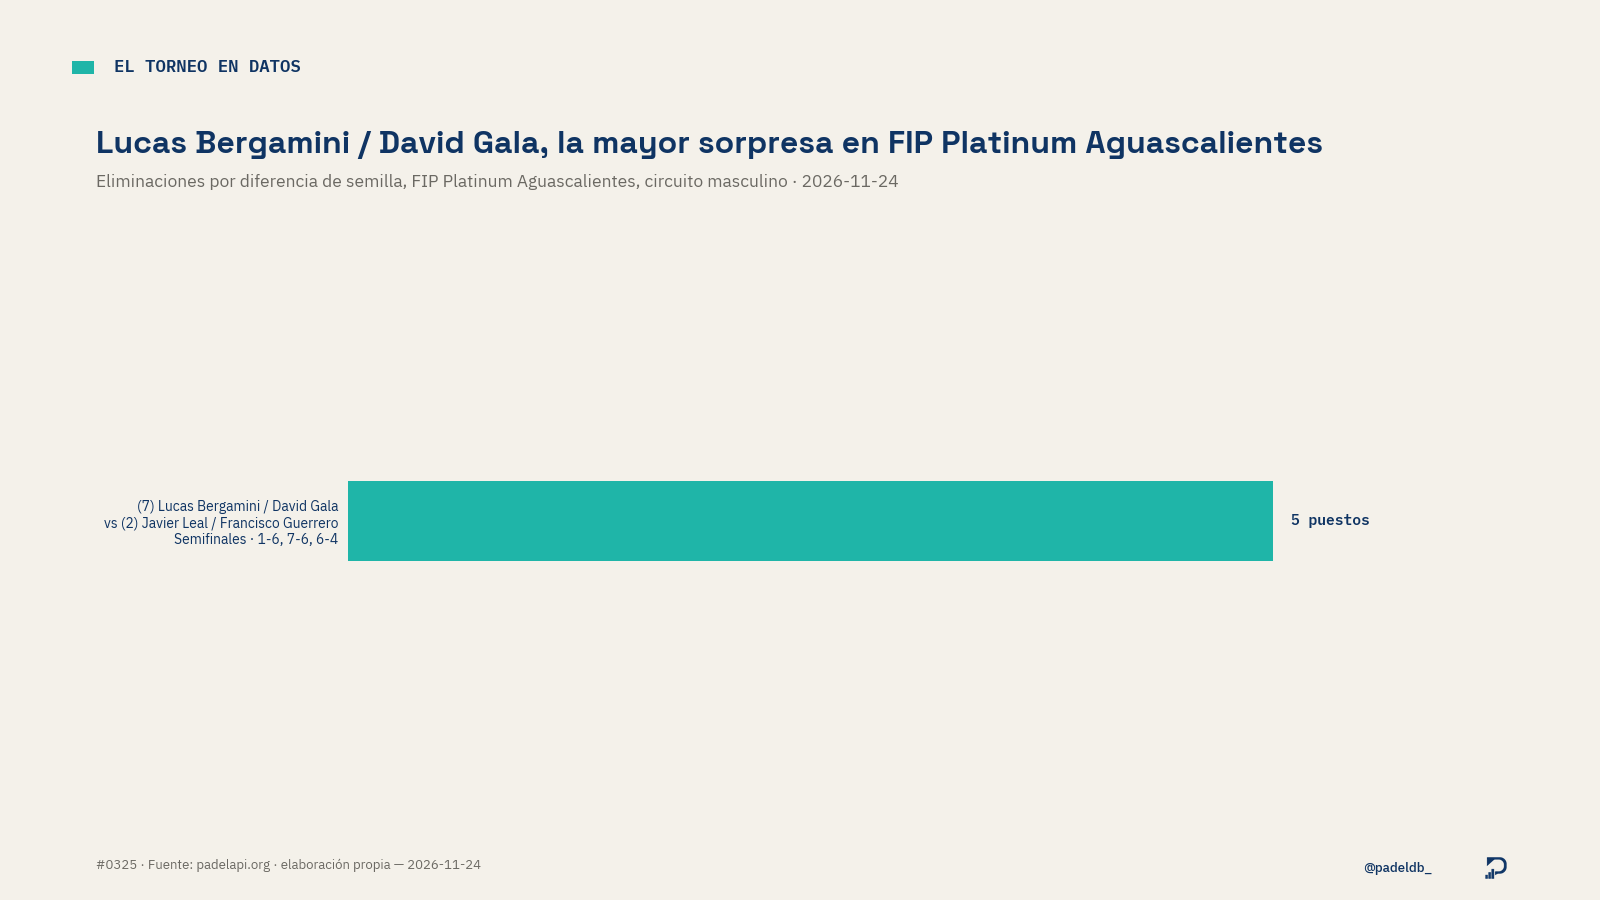 EL TORNEO EN DATOS
Lucas Bergamini / David Gala, la mayor sorpresa en FIP Platinum Aguascalientes
Eliminaciones por diferencia de semilla, FIP Platinum Aguascalientes, circuito masculino · 2026-11-24
(7) Lucas Bergamini / David Gala
vs (2) Javier Leal / Francisco Guerrero
Semifinales · 1-6, 7-6, 6-4
5 puestos
#0325 · Fuente: padelapi.org · elaboración propia — 2026-11-24
@padeldb_